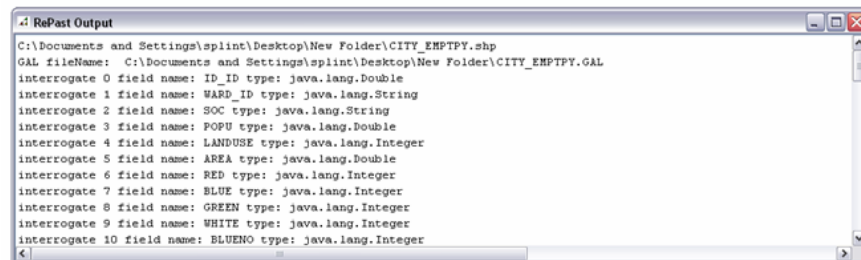 RePast Output
C:\Documents and Settings\splint\Desktop\New Folder\CITY_EMPTPY.shp
GAL fileName:  C:\Documents and Settings\splint\Desktop\New Folder\CITY_EMPTPY.GAL
interrogate 0 field name: ID_ID type: java.lang.Double
interrogate 1 field name: WARD_ID type: java.lang.String
interrogate 2 field name: SOC type: java.lang.String
interrogate 3 field name: POPU type: java.lang.Double
interrogate 4 field name: LANDUSE type: java.lang.Integer
interrogate 5 field name: AREA type: java.lang.Double
interrogate 6 field name: RED type: java.lang.Integer
interrogate 7 field name: BLUE type: java.lang.Integer
interrogate 8 field name: GREEN type: java.lang.Integer
interrogate 9 field name: WHITE type: java.lang.Integer
interrogate 10 field name: BLUENO type: java.lang.Integer